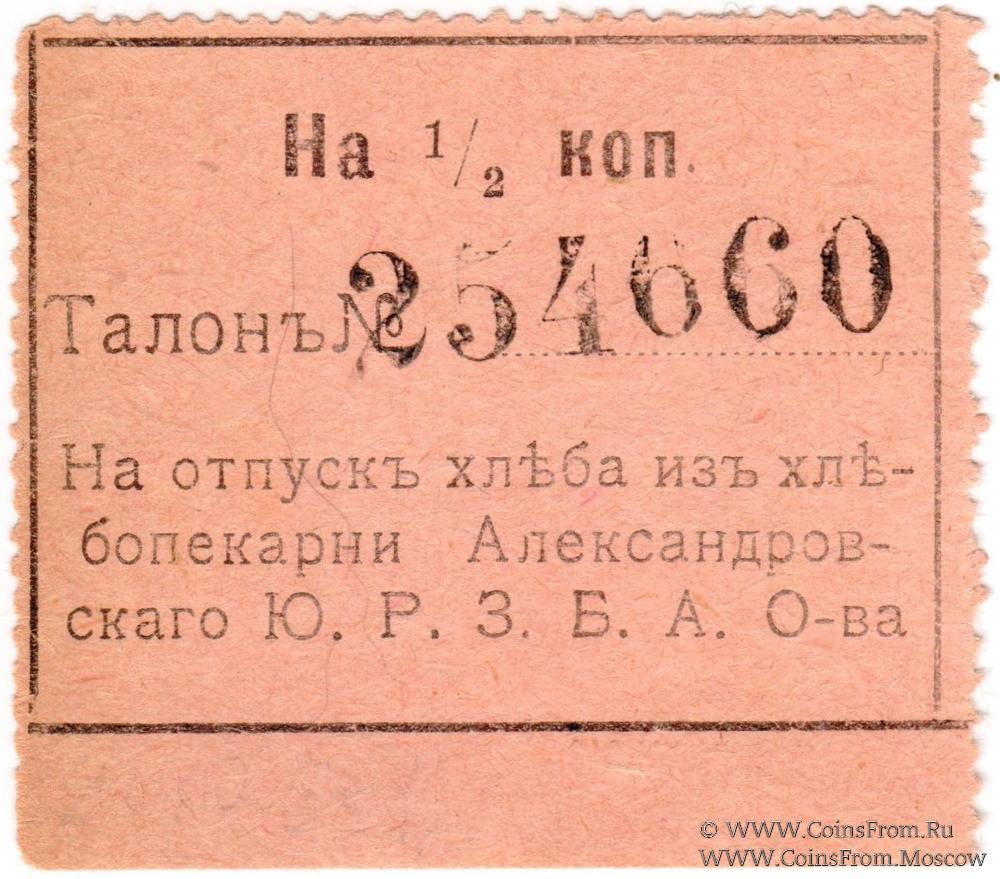 На 1/2 коп.
Талонъ № 254660
На отпускъ хлѣба изъ хлѣ-
бопекарни Александров-
скаго Ю. Р. З. Б. А. О-ва
© WWW.CoinsFrom.Ru
WWW.CoinsFrom.Moscow